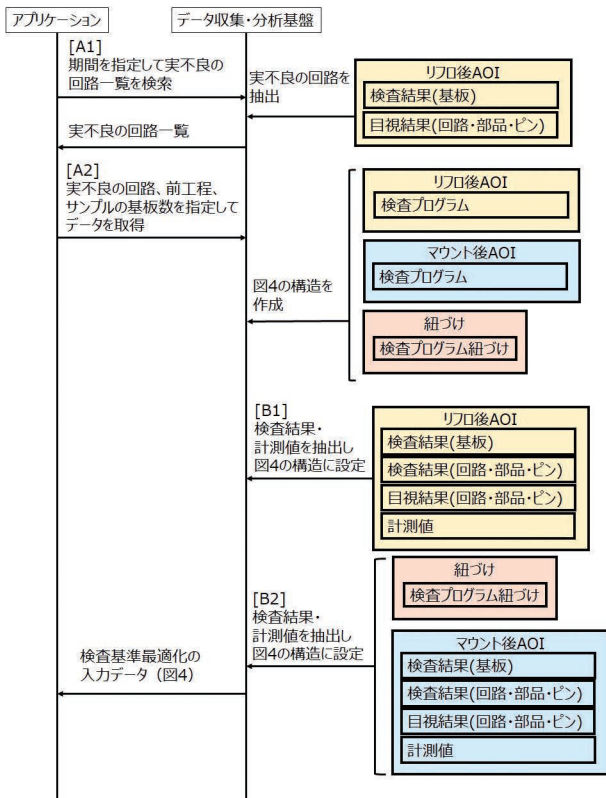 アプリケーション
データ収集・分析基盤
[A1]
期間を指定して実不良の
回路一覧を検索
実不良の回路を
抽出
リフロ後AOI
検査結果(基板)
目視結果(回路・部品・ピン)
実不良の回路一覧
[A2]
実不良の回路、前工程、
サンプルの基板数を指定して
データを取得
リフロ後AOI
検査プログラム
マウント後AOI
検査プログラム
図4の構造を
作成
紐づけ
検査プログラム紐づけ
[B1]
検査結果・
計測値を抽出し
図4の構造に設定
リフロ後AOI
検査結果(基板)
検査結果(回路・部品・ピン)
目視結果(回路・部品・ピン)
計測値
紐づけ
検査プログラム紐づけ
[B2]
検査結果・
計測値を抽出し
図4の構造に設定
マウント後AOI
検査結果(基板)
検査結果(回路・部品・ピン)
目視結果(回路・部品・ピン)
計測値
検査基準最適化の
入力データ（図4）